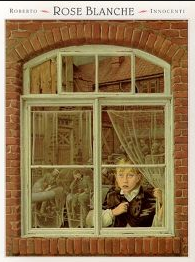 ROBERTO ~ ROSE BLANCHE ~ INNOCENTI